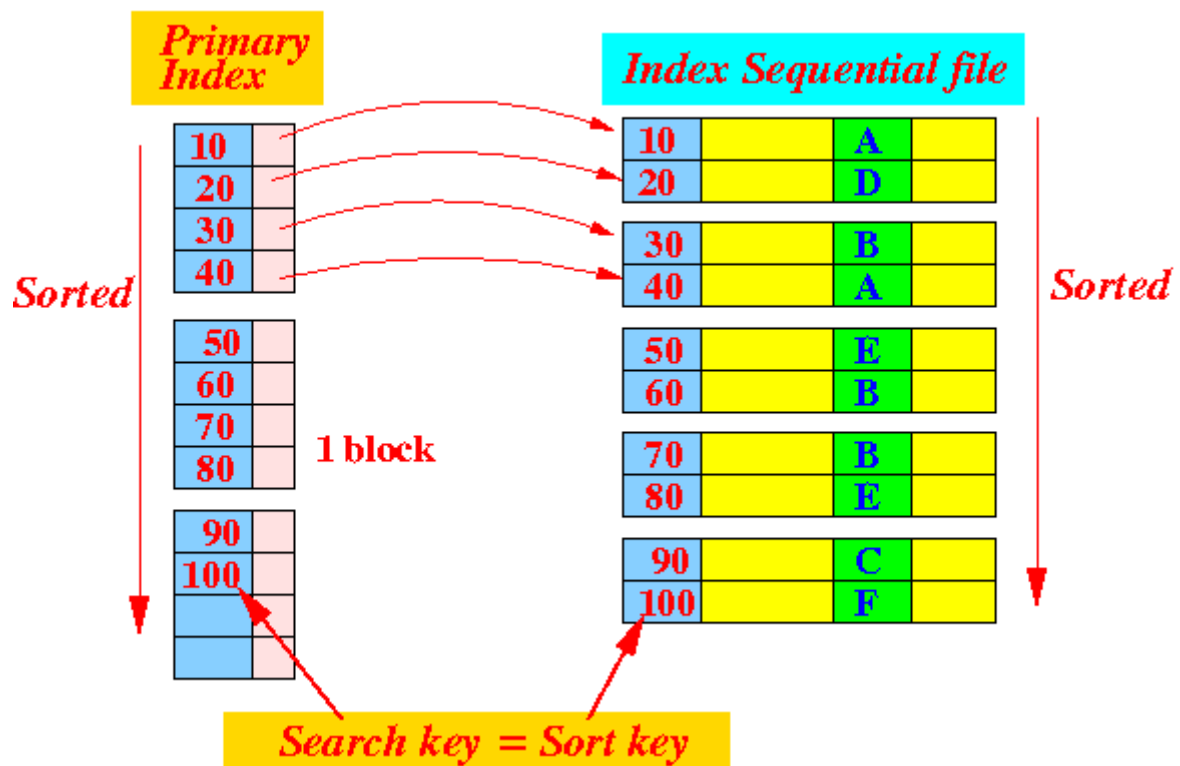 Primary
Index
Index Sequential file
10
20
30
40
50
60
70
80
90
100
Sorted
1 block
10 A
20 D
30 B
40 A
50 E
60 B
70 B
80 E
90 C
100 F
Sorted
Search key = Sort key